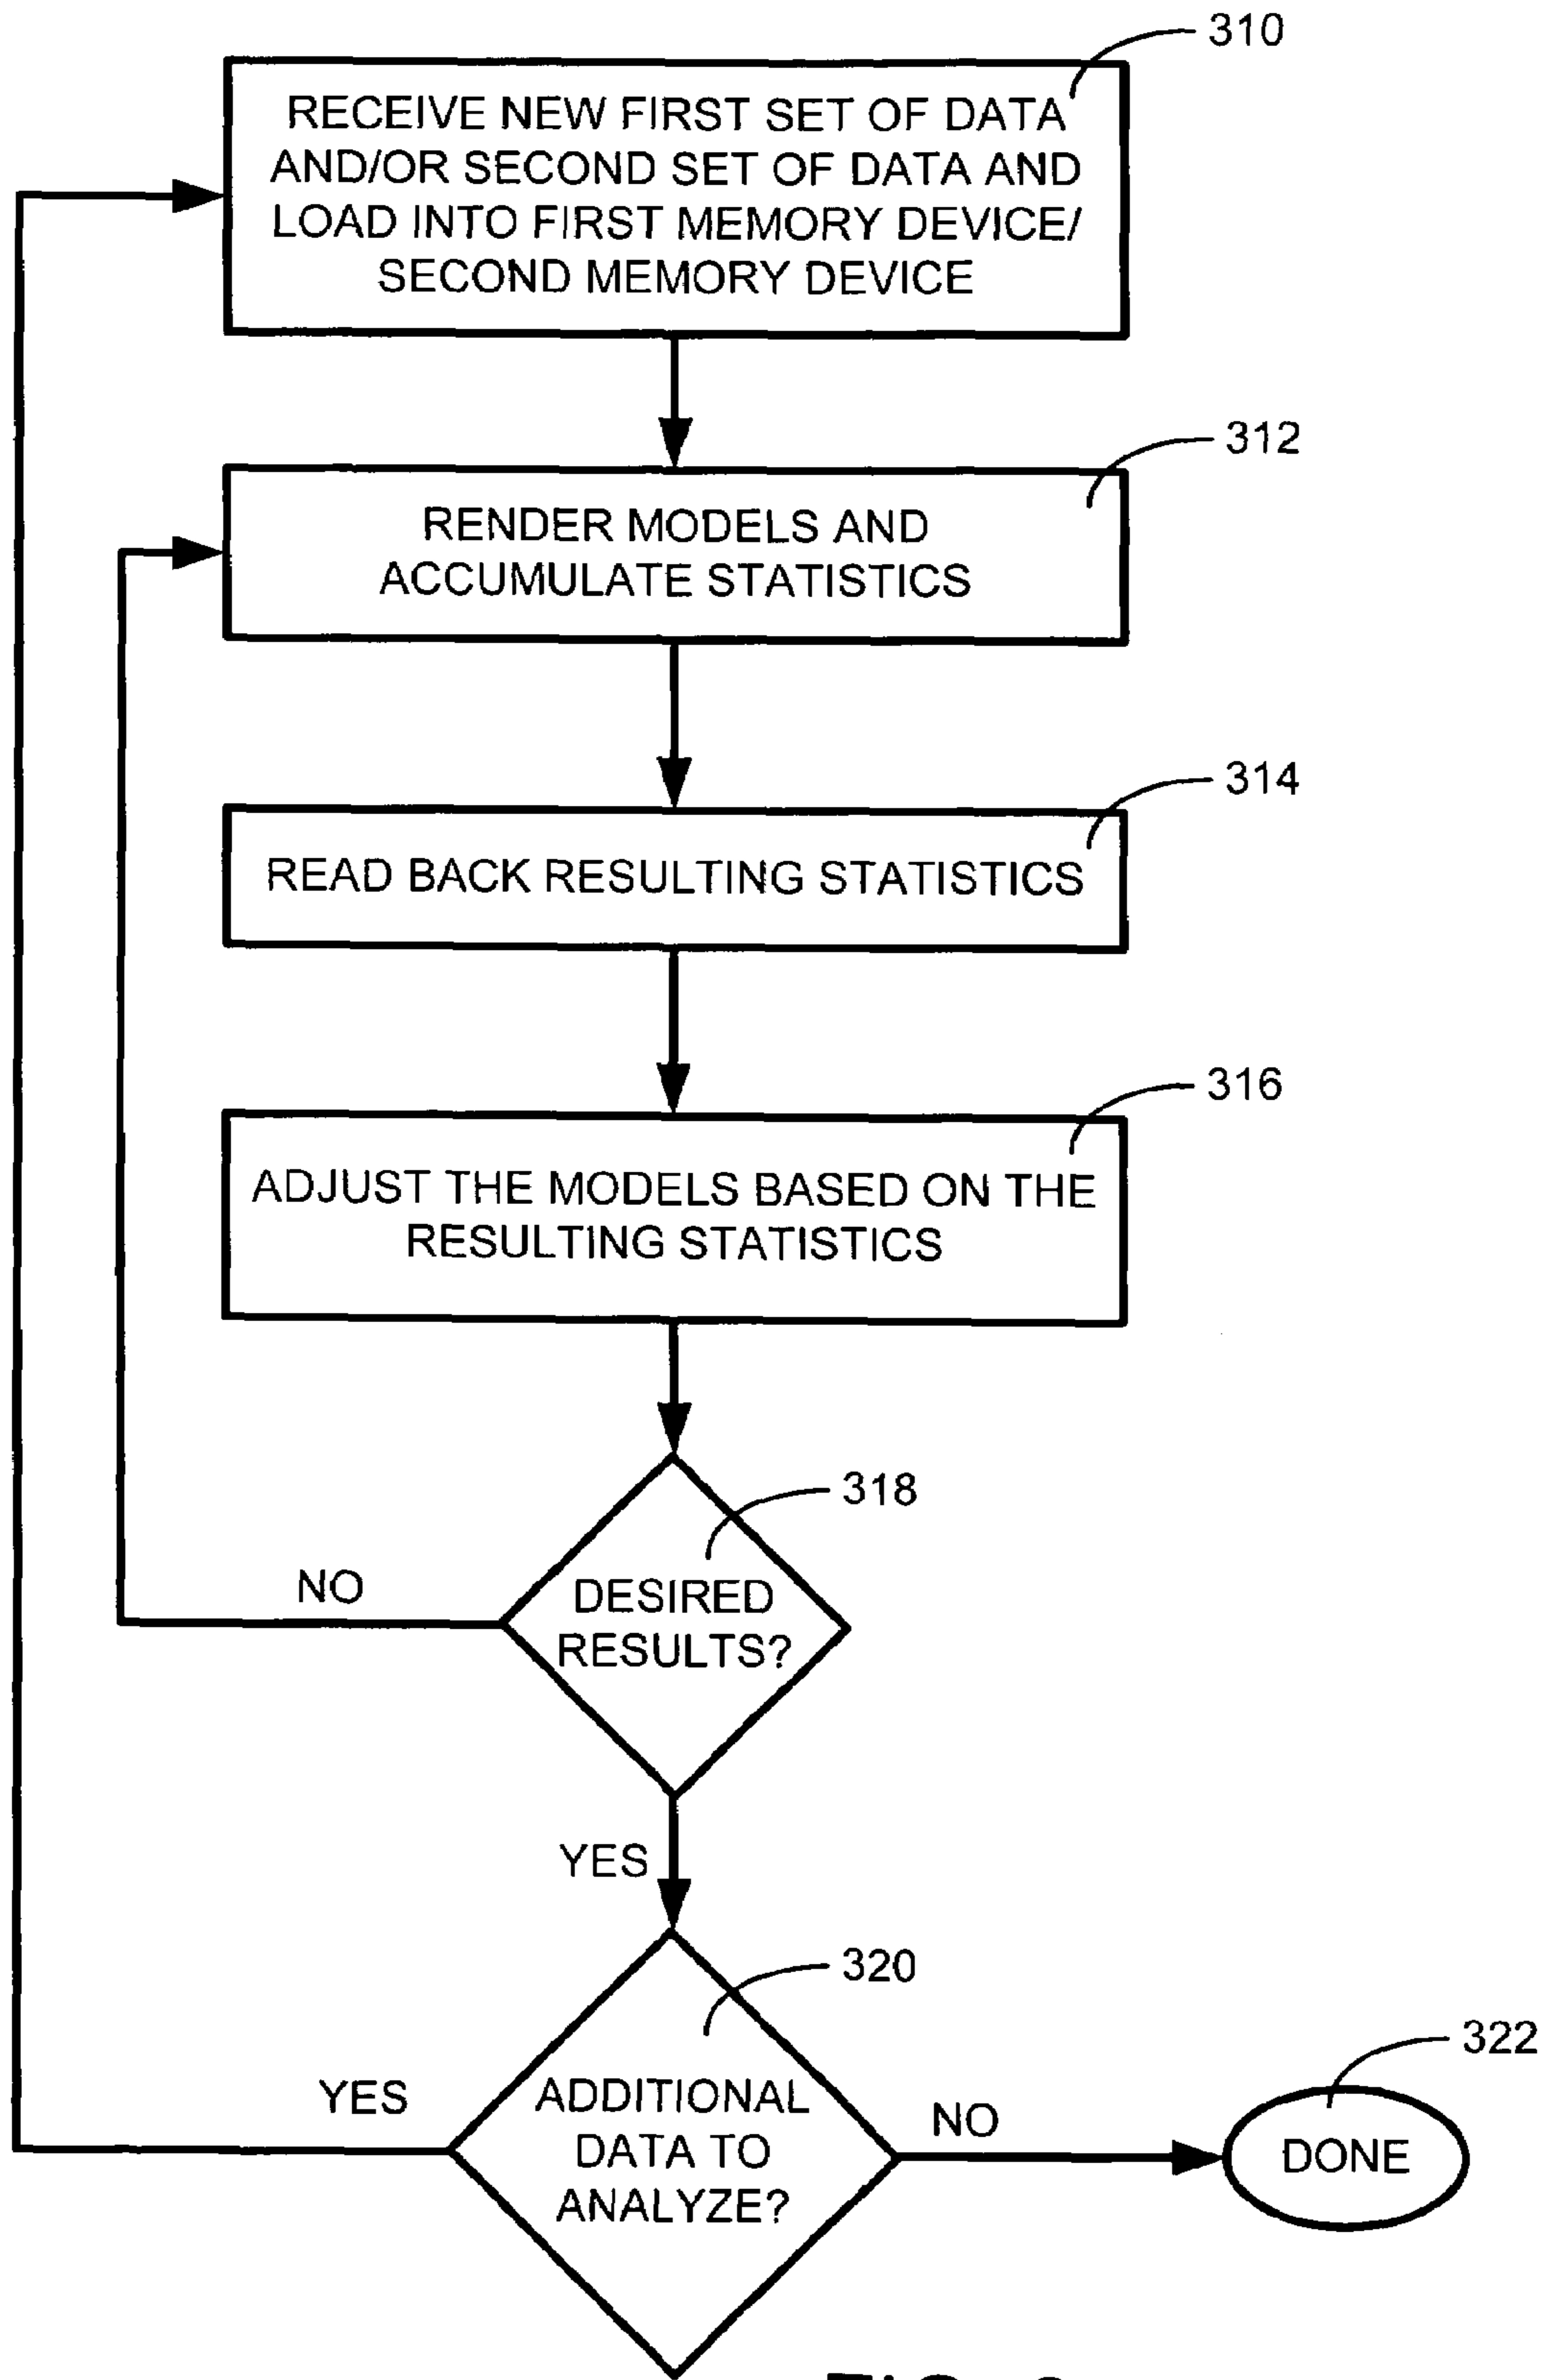 310
RECEIVE NEW FIRST SET OF DATA
AND/OR SECOND SET OF DATA AND
LOAD INTO FIRST MEMORY DEVICE/
SECOND MEMORY DEVICE
312
RENDER MODELS AND
ACCUMULATE STATISTICS
314
READ BACK RESULTING STATISTICS
316
ADJUST THE MODELS BASED ON THE
RESULTING STATISTICS
318
DESIRED
RESULTS?
NO
YES
320
ADDITIONAL
DATA TO
ANALYZE?
YES
NO
322
DONE